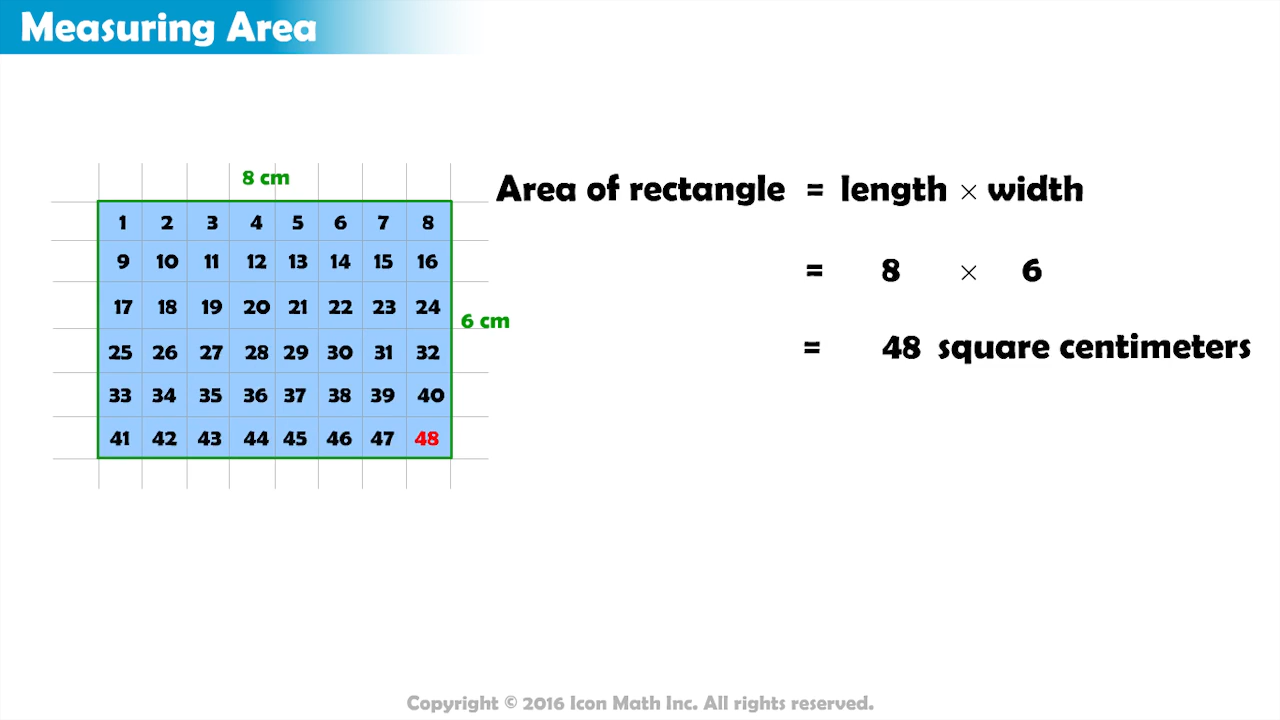 Measuring Area
8 cm
1 2 3 4 5 6 7 8
9 10 11 12 13 14 15 16
17 18 19 20 21 22 23 24
25 26 27 28 29 30 31 32
33 34 35 36 37 38 39 40
41 42 43 44 45 46 47 48
6 cm
Area of rectangle = length × width
= 8 × 6
= 48 square centimeters
Copyright © 2016 Icon Math Inc. All rights reserved.